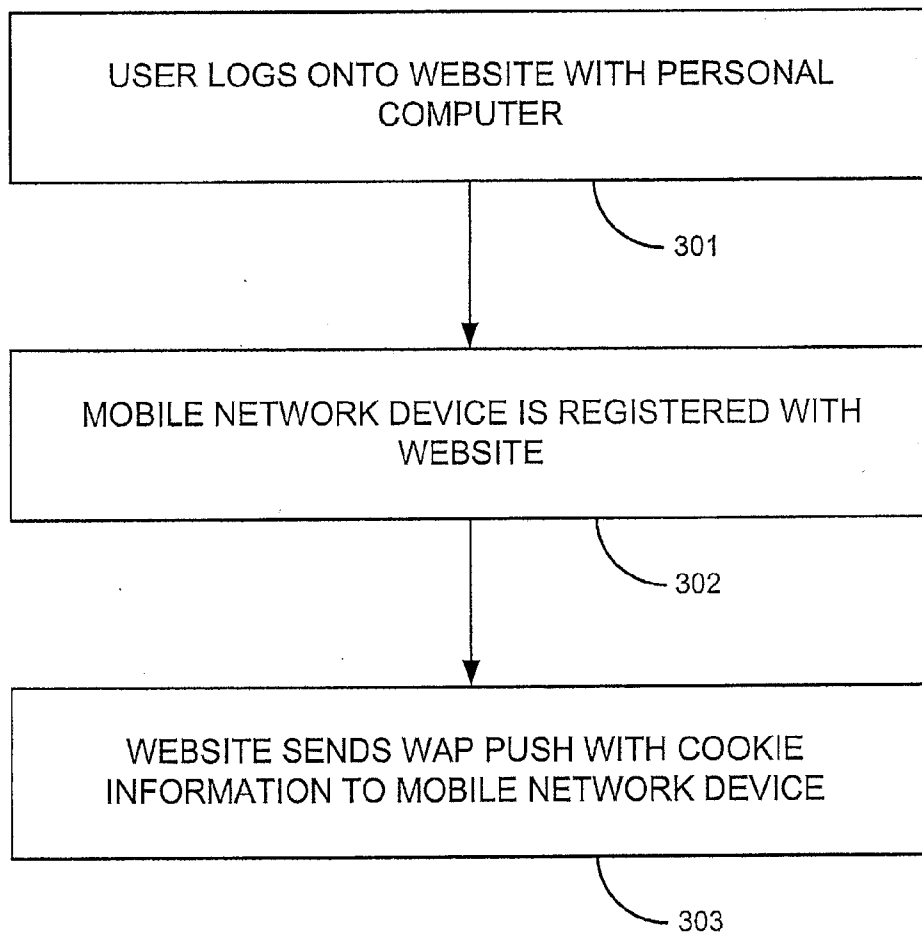 USER LOGS ONTO WEBSITE WITH PERSONAL
COMPUTER
301
MOBILE NETWORK DEVICE IS REGISTERED WITH
WEBSITE
302
WEBSITE SENDS WAP PUSH WITH COOKIE
INFORMATION TO MOBILE NETWORK DEVICE
303